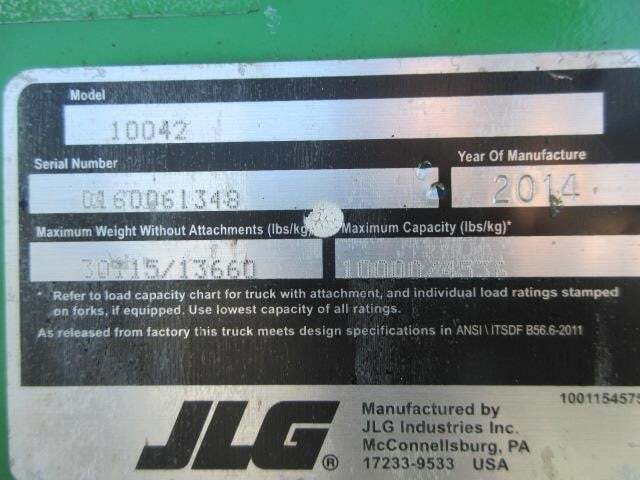 Model
10042
Serial Number
Year Of Manufacture
0160061348
2014
Maximum Weight Without Attachments (lbs/kg)
Maximum Capacity (lbs/kg)*
30115/13660
10000/4536
* Refer to load capacity chart for truck with attachment, and individual load ratings stamped
on forks, if equipped. Use lowest capacity of all ratings.
As released from factory this truck meets design specifications in ANSI \ ITSDF B56.6-2011
1001154575
JLG®
Manufactured by
JLG Industries Inc.
McConnellsburg, PA
17233-9533 USA